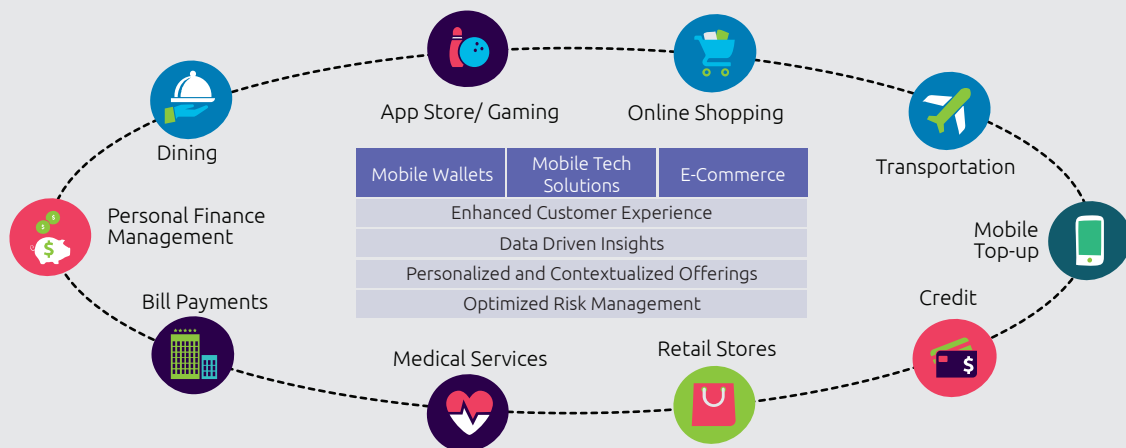 App Store/ Gaming
Online Shopping
Dining
Transportation
Mobile Wallets
Mobile Tech
Solutions
E-Commerce
Enhanced Customer Experience
Data Driven Insights
Personalized and Contextualized Offerings
Optimized Risk Management
Personal Finance
Management
Mobile
Top-up
Bill Payments
Credit
Medical Services
Retail Stores
$
$
$
$